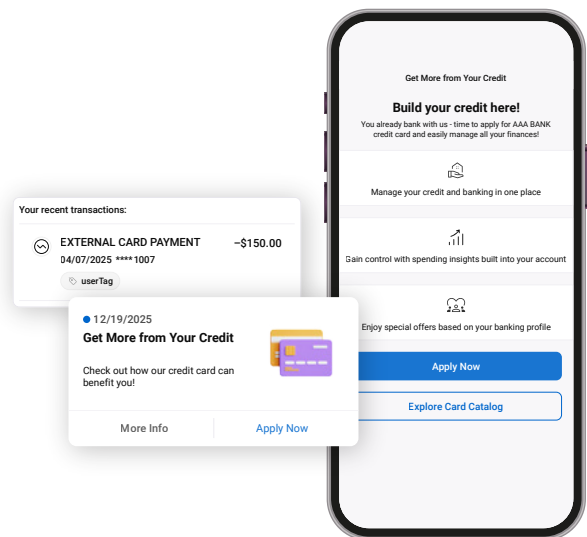 Your recent transactions:
EXTERNAL CARD PAYMENT
–$150.00
04/07/2025 ****1007
userTag
12/19/2025
Get More from Your Credit
Check out how our credit card can
benefit you!
More Info
Apply Now
Get More from Your Credit
Build your credit here!
You already bank with us - time to apply for AAA BANK
credit card and easily manage all your finances!
Manage your credit and banking in one place
Gain control with spending insights built into your account
Enjoy special offers based on your banking profile
Apply Now
Explore Card Catalog